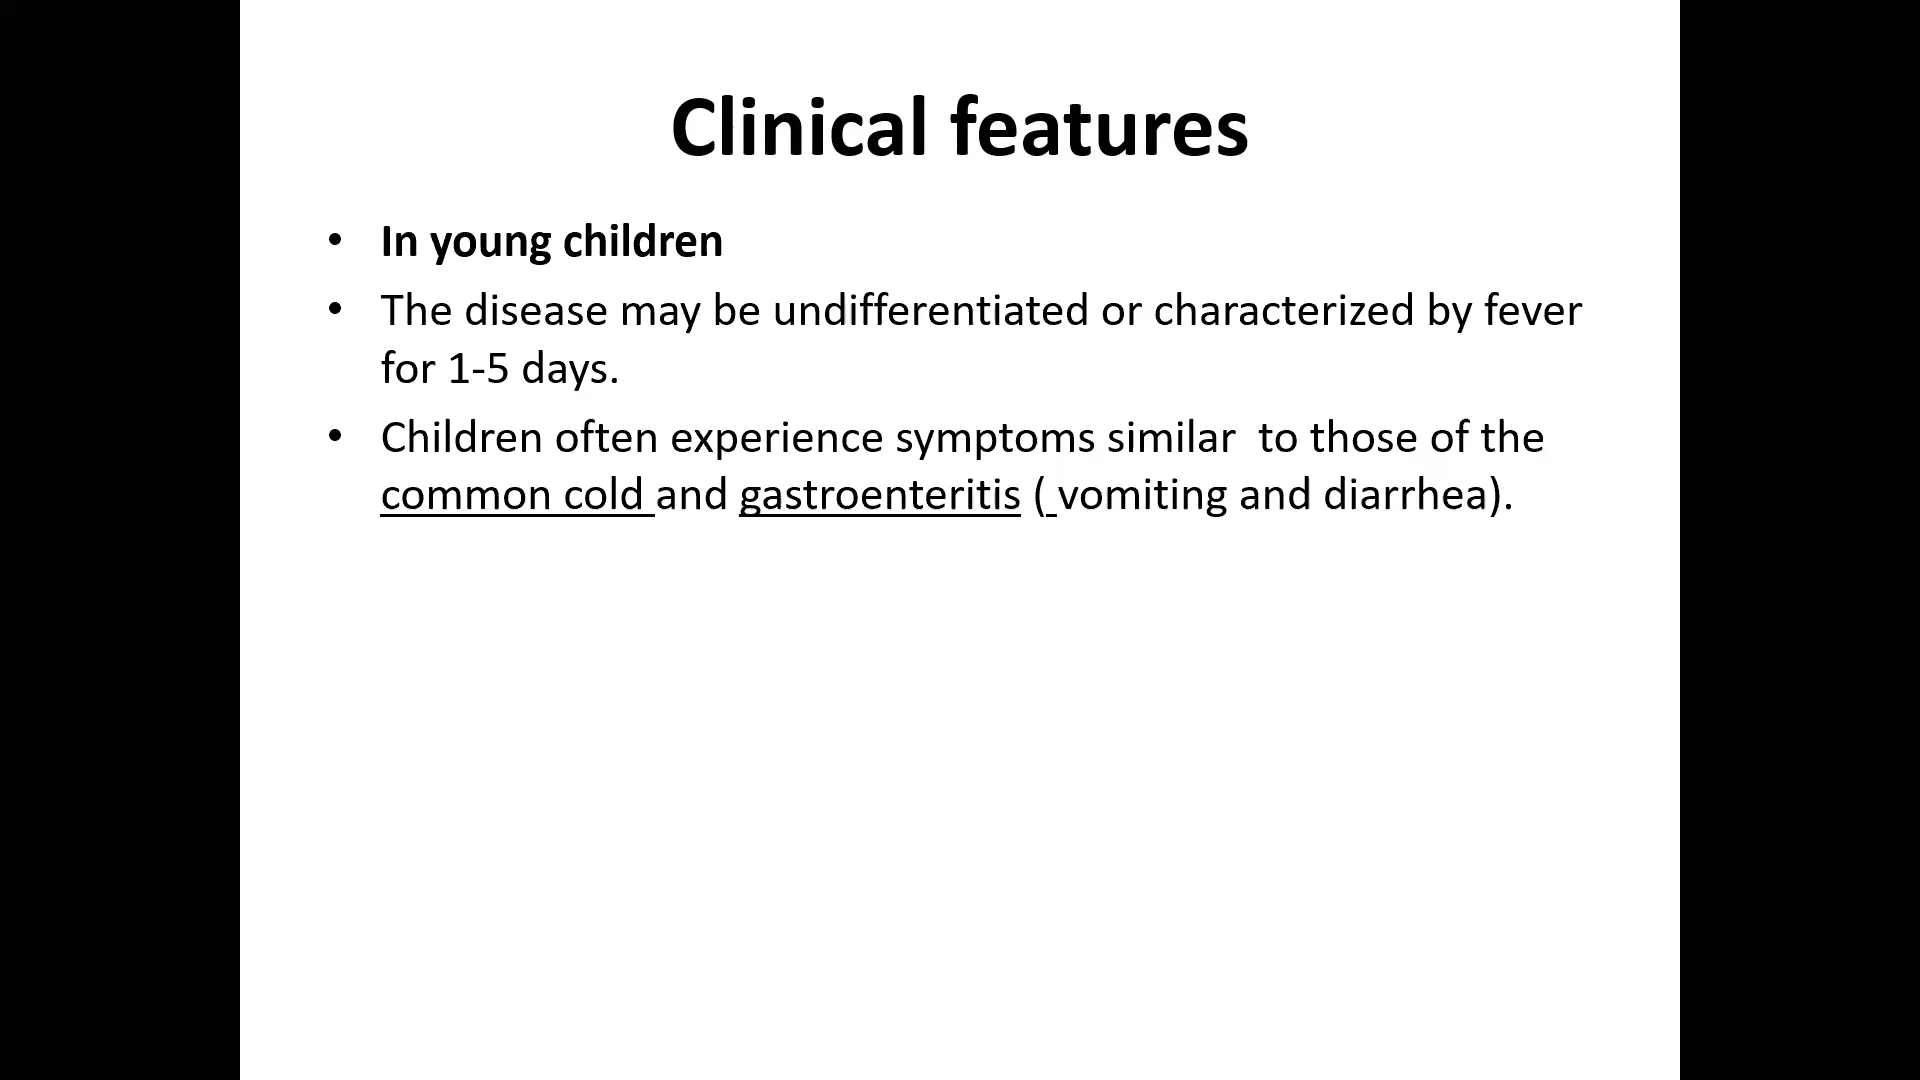 Clinical features
• In young children
• The disease may be undifferentiated or characterized by fever
for 1-5 days.
• Children often experience symptoms similar  to those of the
common cold and gastroenteritis ( vomiting and diarrhea).